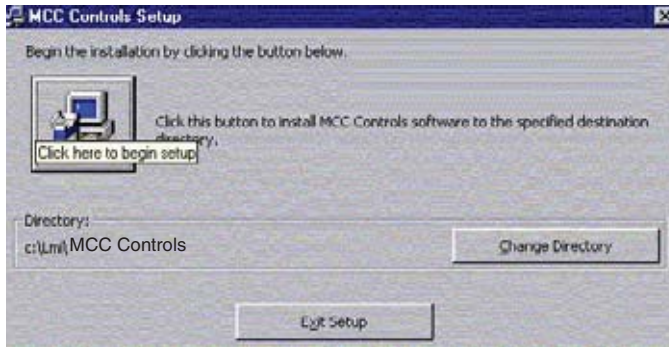 MCC Controls Setup
Begin the installation by clicking the button below.
Click this button to install MCC Controls software to the specified destination
directory.
Click here to begin setup
Directory:
c:\Lmi\MCC Controls
Change Directory
Exit Setup